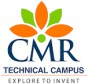 CMR
TECHNICAL CAMPUS
EXPLORE TO INVENT